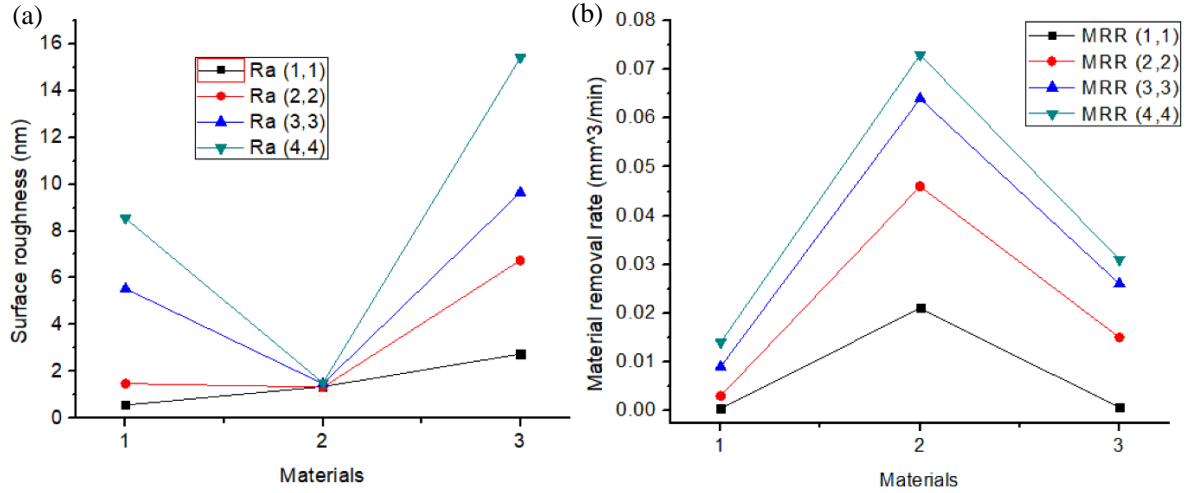 (a)
Surface roughness (nm)
16
14
12
10
8
6
4
2
0
Ra (1,1)
Ra (2,2)
Ra (3,3)
Ra (4,4)
1
2
3
Materials
(b)
Material removal rate (mm^3/min)
0.08
0.07
0.06
0.05
0.04
0.03
0.02
0.01
0.00
MRR (1,1)
MRR (2,2)
MRR (3,3)
MRR (4,4)
1
2
3
Materials